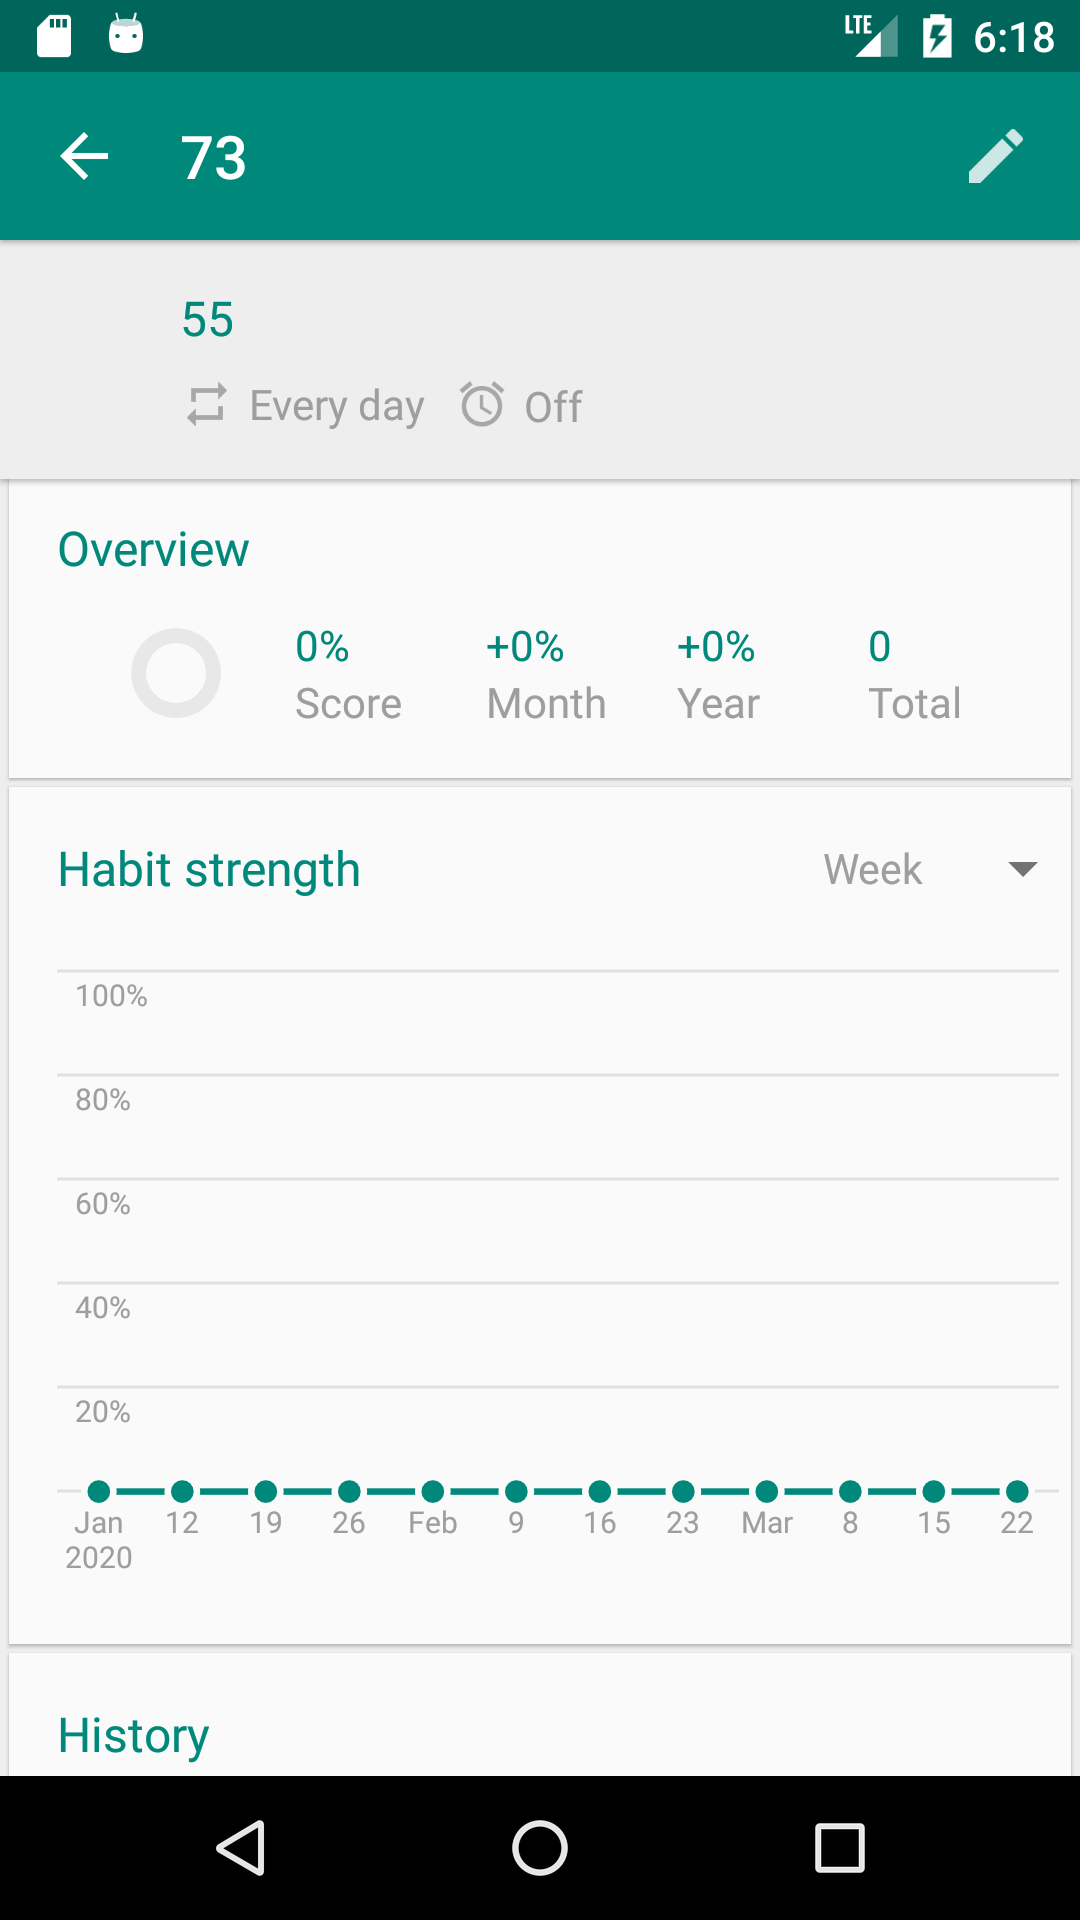 LTE 6:18
73
55
Every day Off
Overview
0% +0% +0% 0
Score Month Year Total
Habit strength Week
100%
80%
60%
40%
20%
Jan 12 19 26 Feb 9 16 23 Mar 8 15 22
2020
History